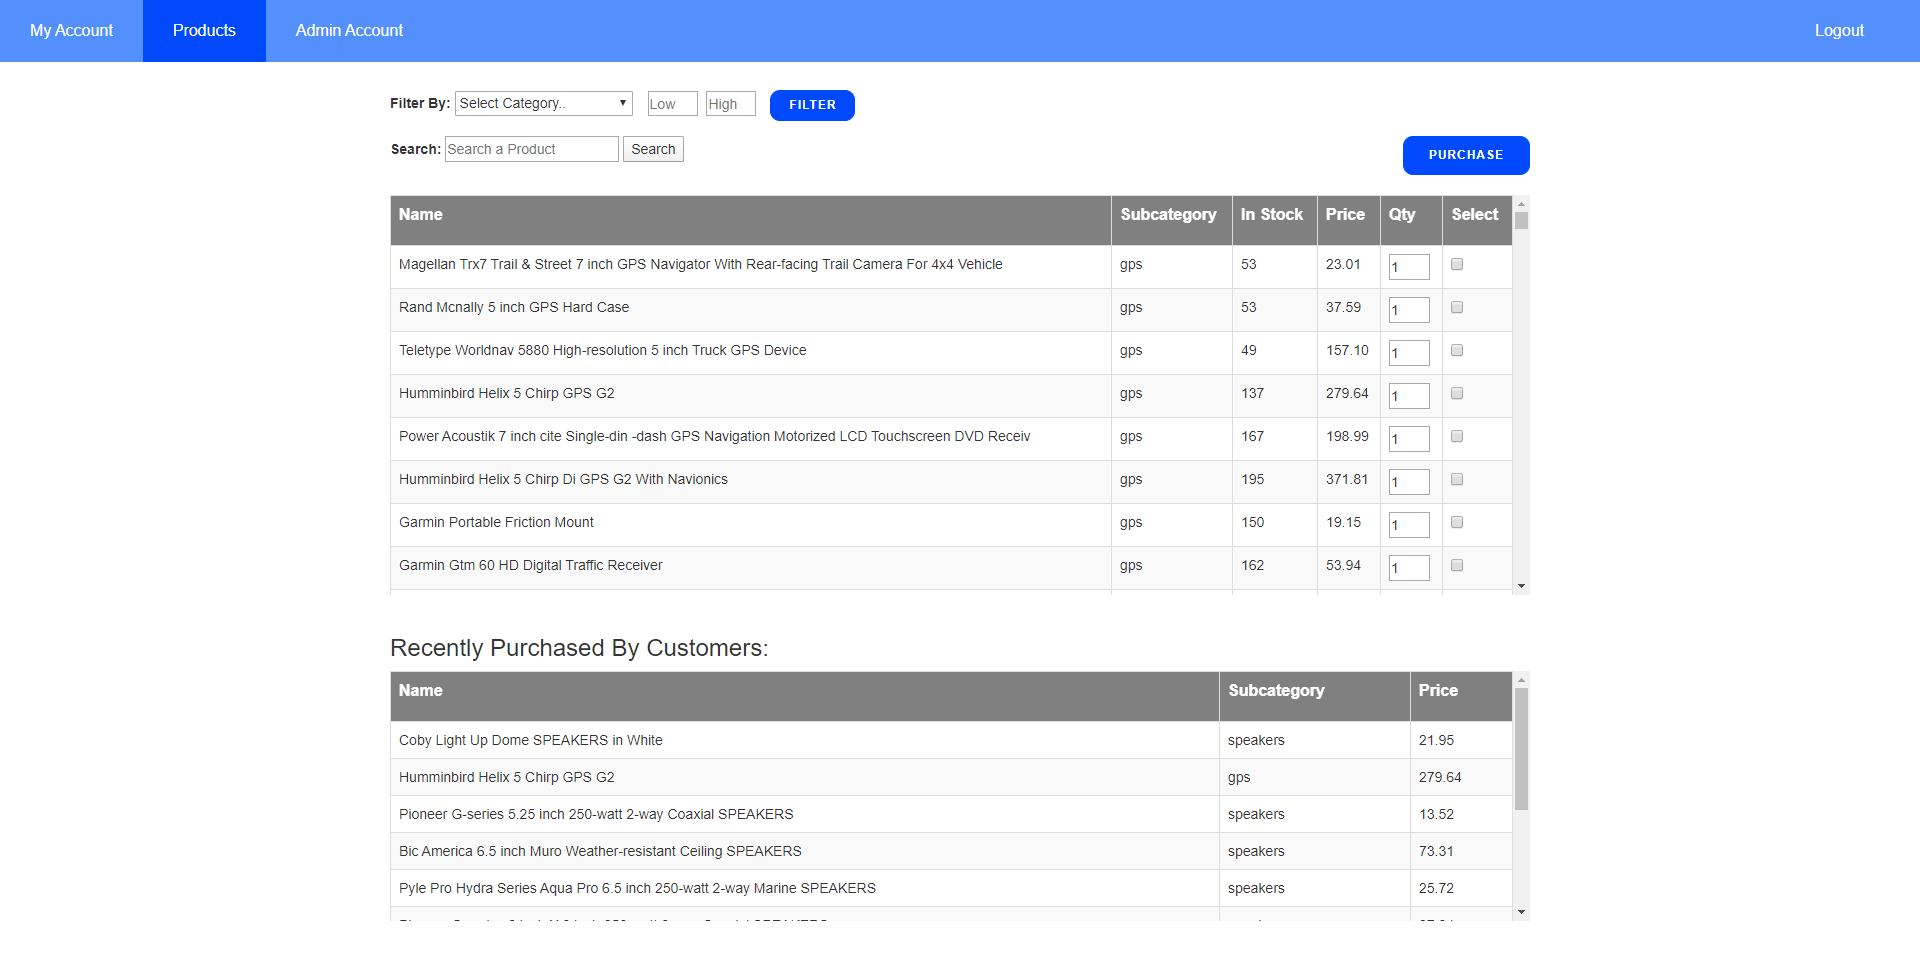 My Account Products Admin Account Logout
Filter By: Select Category.. Low High FILTER
Search: Search a Product Search PURCHASE
Name Subcategory In Stock Price Qty Select
Magellan Trx7 Trail & Street 7 inch GPS Navigator With Rear-facing Trail Camera For 4x4 Vehicle gps 53 23.01 1
Rand Mcnally 5 inch GPS Hard Case gps 53 37.59 1
Teletype Worldnav 5880 High-resolution 5 inch Truck GPS Device gps 49 157.10 1
Humminbird Helix 5 Chirp GPS G2 gps 137 279.64 1
Power Acoustik 7 inch cite Single-din -dash GPS Navigation Motorized LCD Touchscreen DVD Receiv gps 167 198.99 1
Humminbird Helix 5 Chirp Di GPS G2 With Navionics gps 195 371.81 1
Garmin Portable Friction Mount gps 150 19.15 1
Garmin Gtm 60 HD Digital Traffic Receiver gps 162 53.94 1
Recently Purchased By Customers:
Name Subcategory Price
Coby Light Up Dome SPEAKERS in White speakers 21.95
Humminbird Helix 5 Chirp GPS G2 gps 279.64
Pioneer G-series 5.25 inch 250-watt 2-way Coaxial SPEAKERS speakers 13.52
Bic America 6.5 inch Muro Weather-resistant Ceiling SPEAKERS speakers 73.31
Pyle Pro Hydra Series Aqua Pro 6.5 inch 250-watt 2-way Marine SPEAKERS speakers 25.72